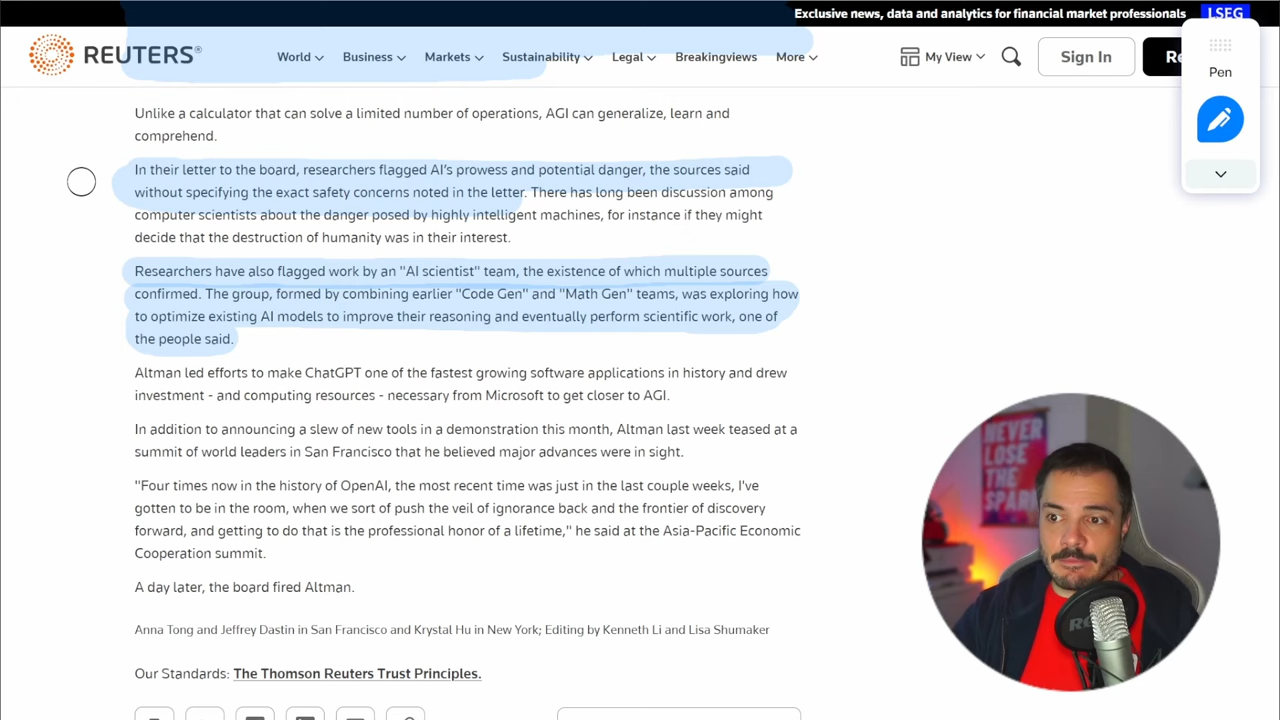 Exclusive news, data and analytics for financial market professionals LSEG
REUTERS®
World Business Markets Sustainability Legal Breakingviews More My View Sign In Re
Pen
Unlike a calculator that can solve a limited number of operations, AGI can generalize, learn and
comprehend.
In their letter to the board, researchers flagged AI's prowess and potential danger, the sources said
without specifying the exact safety concerns noted in the letter. There has long been discussion among
computer scientists about the danger posed by highly intelligent machines, for instance if they might
decide that the destruction of humanity was in their interest.
Researchers have also flagged work by an "AI scientist" team, the existence of which multiple sources
confirmed. The group, formed by combining earlier "Code Gen" and "Math Gen" teams, was exploring how
to optimize existing AI models to improve their reasoning and eventually perform scientific work, one of
the people said.
Altman led efforts to make ChatGPT one of the fastest growing software applications in history and drew
investment - and computing resources - necessary from Microsoft to get closer to AGI.
In addition to announcing a slew of new tools in a demonstration this month, Altman last week teased at a
summit of world leaders in San Francisco that he believed major advances were in sight.
"Four times now in the history of OpenAI, the most recent time was just in the last couple weeks, I've
gotten to be in the room, when we sort of push the veil of ignorance back and the frontier of discovery
forward, and getting to do that is the professional honor of a lifetime," he said at the Asia-Pacific Economic
Cooperation summit.
A day later, the board fired Altman.
Anna Tong and Jeffrey Dastin in San Francisco and Krystal Hu in New York; Editing by Kenneth Li and Lisa Shumaker
Our Standards: The Thomson Reuters Trust Principles.
NEVER
LOSE
THE
SPAR